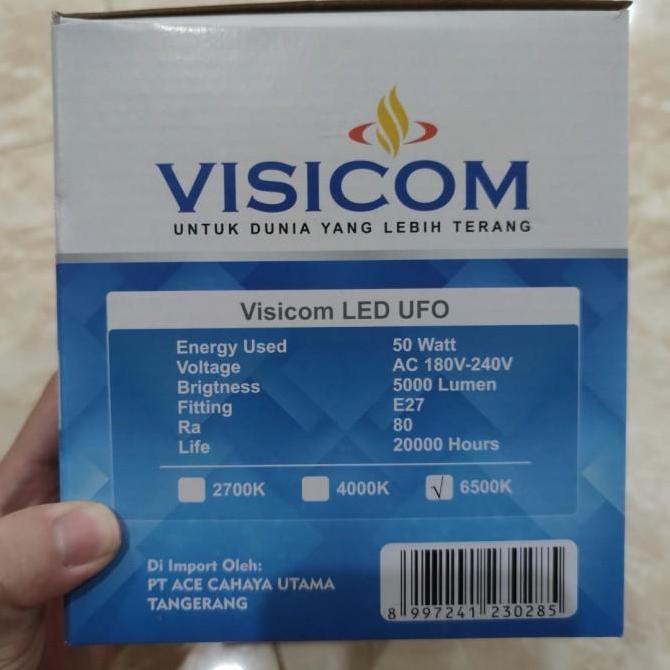 VISICOM
UNTUK DUNIA YANG LEBIH TERANG
Visicom LED UFO
Energy Used 50 Watt
Voltage AC 180V-240V
Brigtness 5000 Lumen
Fitting E27
Ra 80
Life 20000 Hours
2700K 4000K √ 6500K
Di Import Oleh:
PT ACE CAHAYA UTAMA
TANGERANG
8 997241 230285